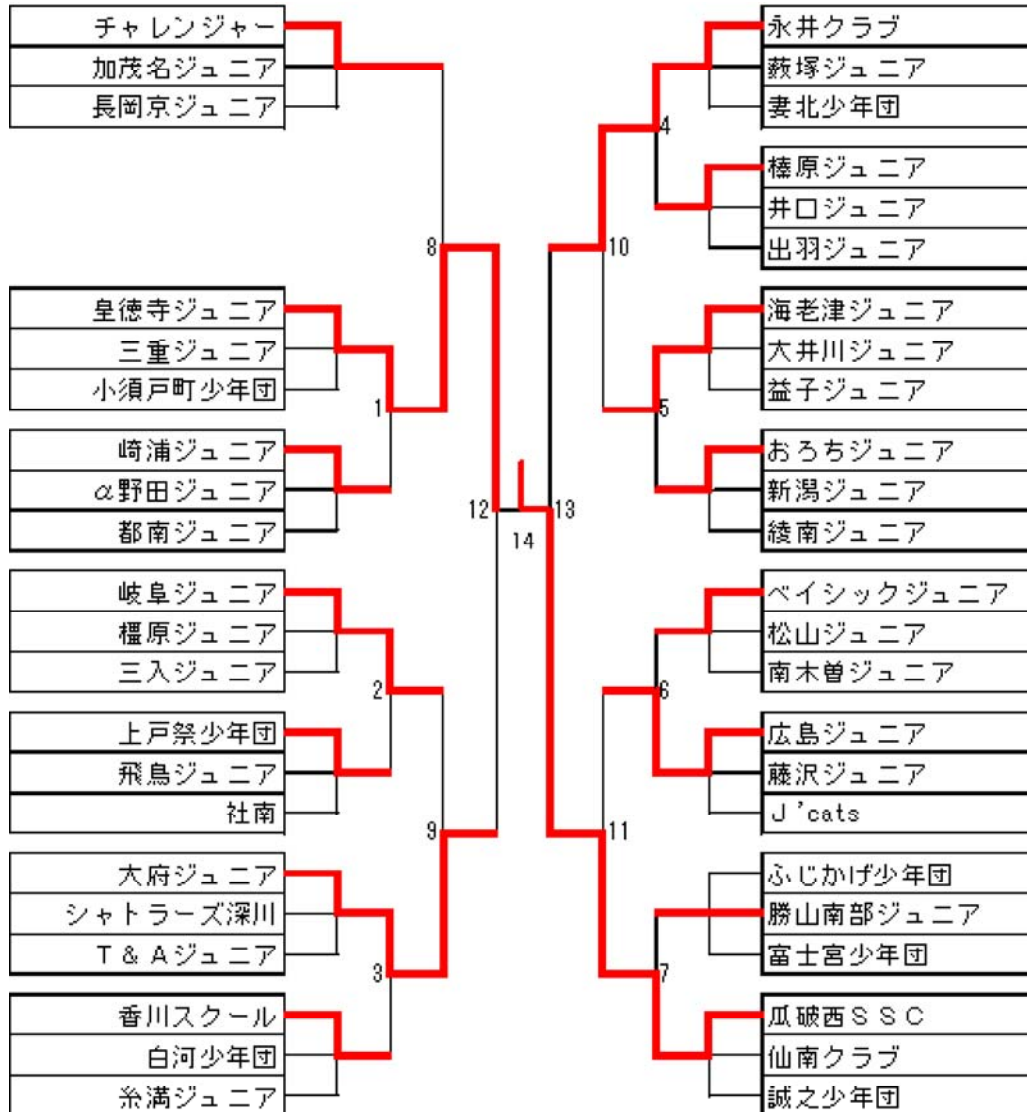 チャレンジャー
加茂名ジュニア
長岡京ジュニア
皇徳寺ジュニア
三重ジュニア
小須戸町少年団
崎浦ジュニア
α野田ジュニア
都南ジュニア
岐阜ジュニア
橿原ジュニア
三入ジュニア
上戸祭少年団
飛鳥ジュニア
社南
大府ジュニア
シャトラーズ深川
T&Aジュニア
香川スクール
白河少年団
糸満ジュニア
8
1
2
9
3
12
14
13
10
4
5
6
11
7
永井クラブ
薮塚ジュニア
妻北少年団
榛原ジュニア
井口ジュニア
出羽ジュニア
海老津ジュニア
大井川ジュニア
益子ジュニア
おろちジュニア
新潟ジュニア
綾南ジュニア
ベイシックジュニア
松山ジュニア
南木曽ジュニア
広島ジュニア
藤沢ジュニア
J'cats
ふじかげ少年団
勝山南部ジュニア
富士宮少年団
瓜破西SSC
仙南クラブ
誠之少年団